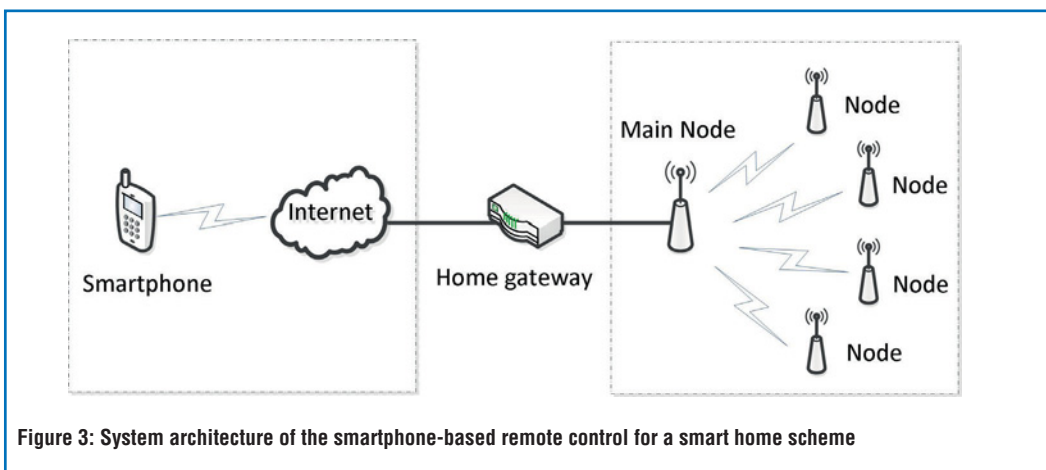 Smartphone
Internet
Home gateway
Main Node
Node
Node
Node
Node
Figure 3: System architecture of the smartphone-based remote control for a smart home scheme